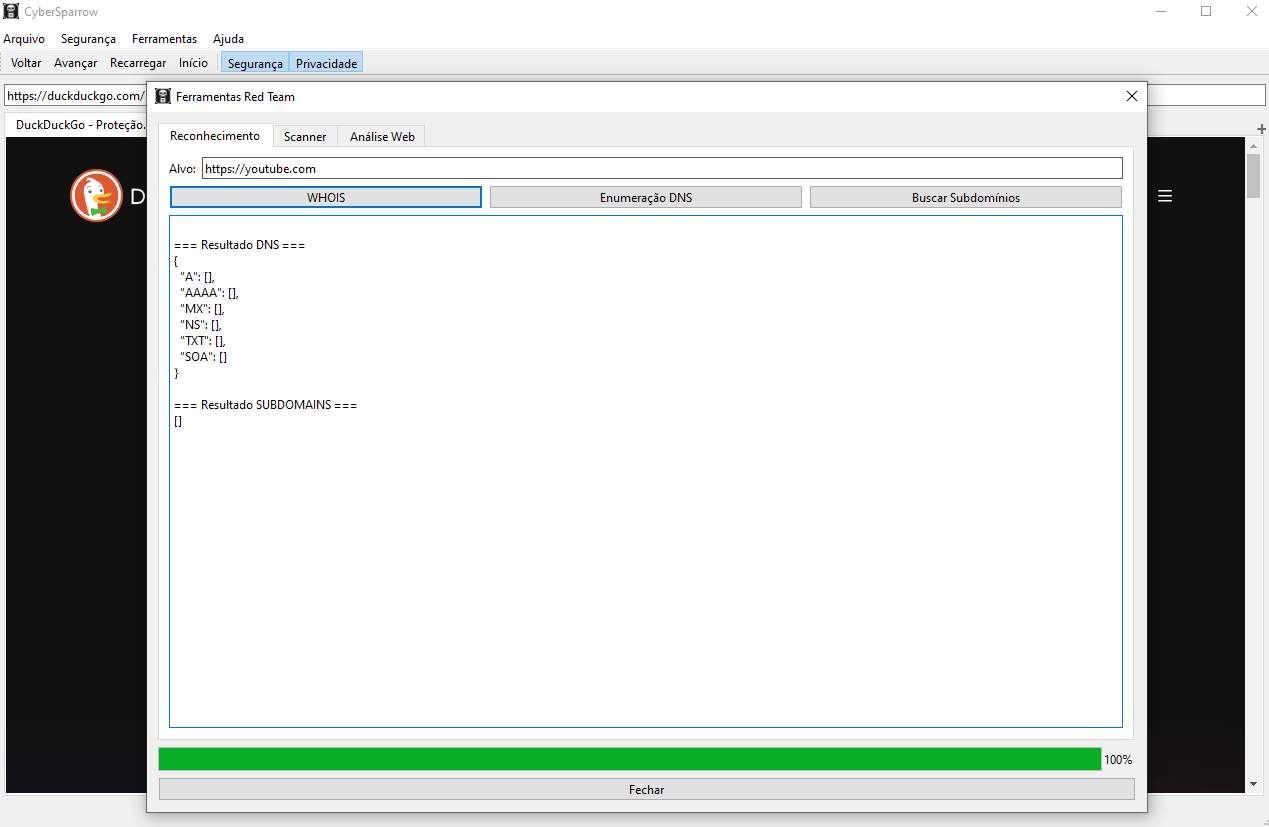 CyberSparrow
Arquivo Segurança Ferramentas Ajuda
Voltar Avançar Recarregar Início Segurança Privacidade
https://duckduckgo.com/
DuckDuckGo - Proteção.
D
Ferramentas Red Team
Reconhecimento Scanner Análise Web
Alvo: https://youtube.com
WHOIS Enumeração DNS Buscar Subdomínios
=== Resultado DNS ===
{
"A": [],
"AAAA": [],
"MX": [],
"NS": [],
"TXT": [],
"SOA": []
}
=== Resultado SUBDOMAINS ===
[]
100%
Fechar